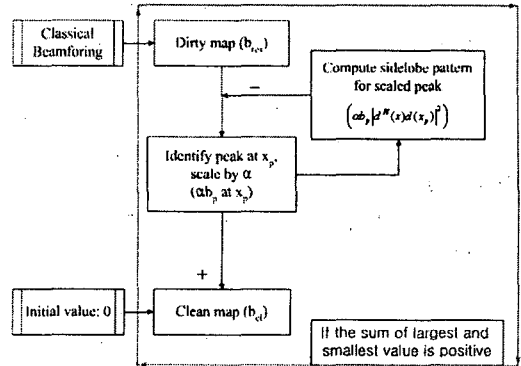 Classical
Beamforing
Dirty map (b_cl)
−
Compute sidelobe pattern
for scaled peak
(αb_p|d^H(x)d(x_p)|^2)
Identify peak at x_p,
scale by α
(αb_p at x_p)
+
Initial value: 0
Clean map (b_cl)
If the sum of largest and
smallest value is positive